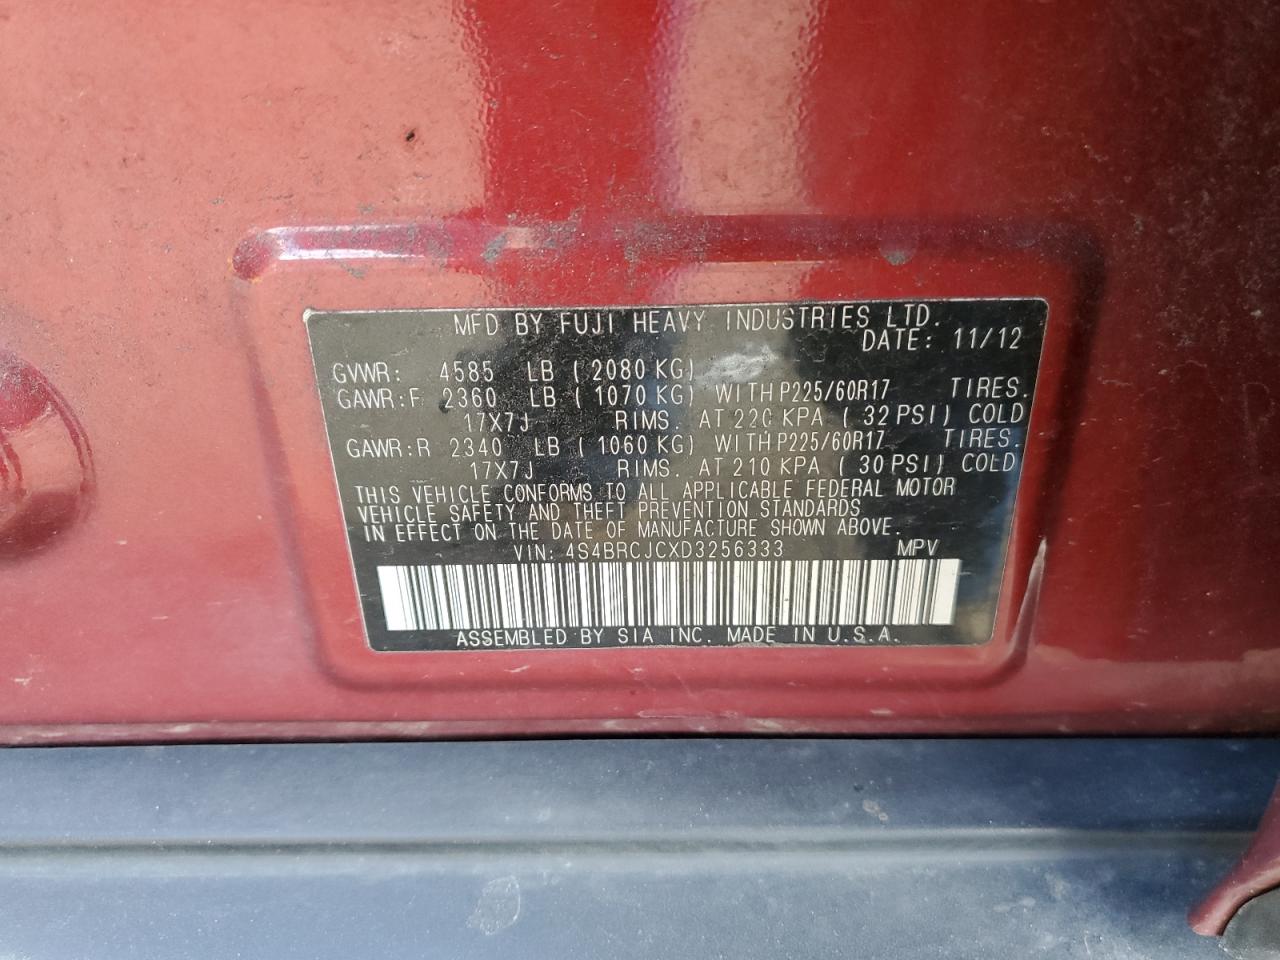 MFD BY FUJI HEAVY INDUSTRIES LTD.
DATE: 11/12
GVWR: 4585 LB ( 2080 KG)
GAWR:F 2360 LB ( 1070 KG) WITH P225/60R17 TIRES.
17X7J RIMS. AT 220 KPA ( 32 PSI) COLD
GAWR:R 2340 LB ( 1060 KG) WITH P225/60R17 TIRES.
17X7J RIMS. AT 210 KPA ( 30 PSI) COLD
THIS VEHICLE CONFORMS TO ALL APPLICABLE FEDERAL MOTOR
VEHICLE SAFETY AND THEFT PREVENTION STANDARDS
IN EFFECT ON THE DATE OF MANUFACTURE SHOWN ABOVE.
VIN: 4S4BRCJCXD3256333 MPV
ASSEMBLED BY SIA INC. MADE IN U.S.A.